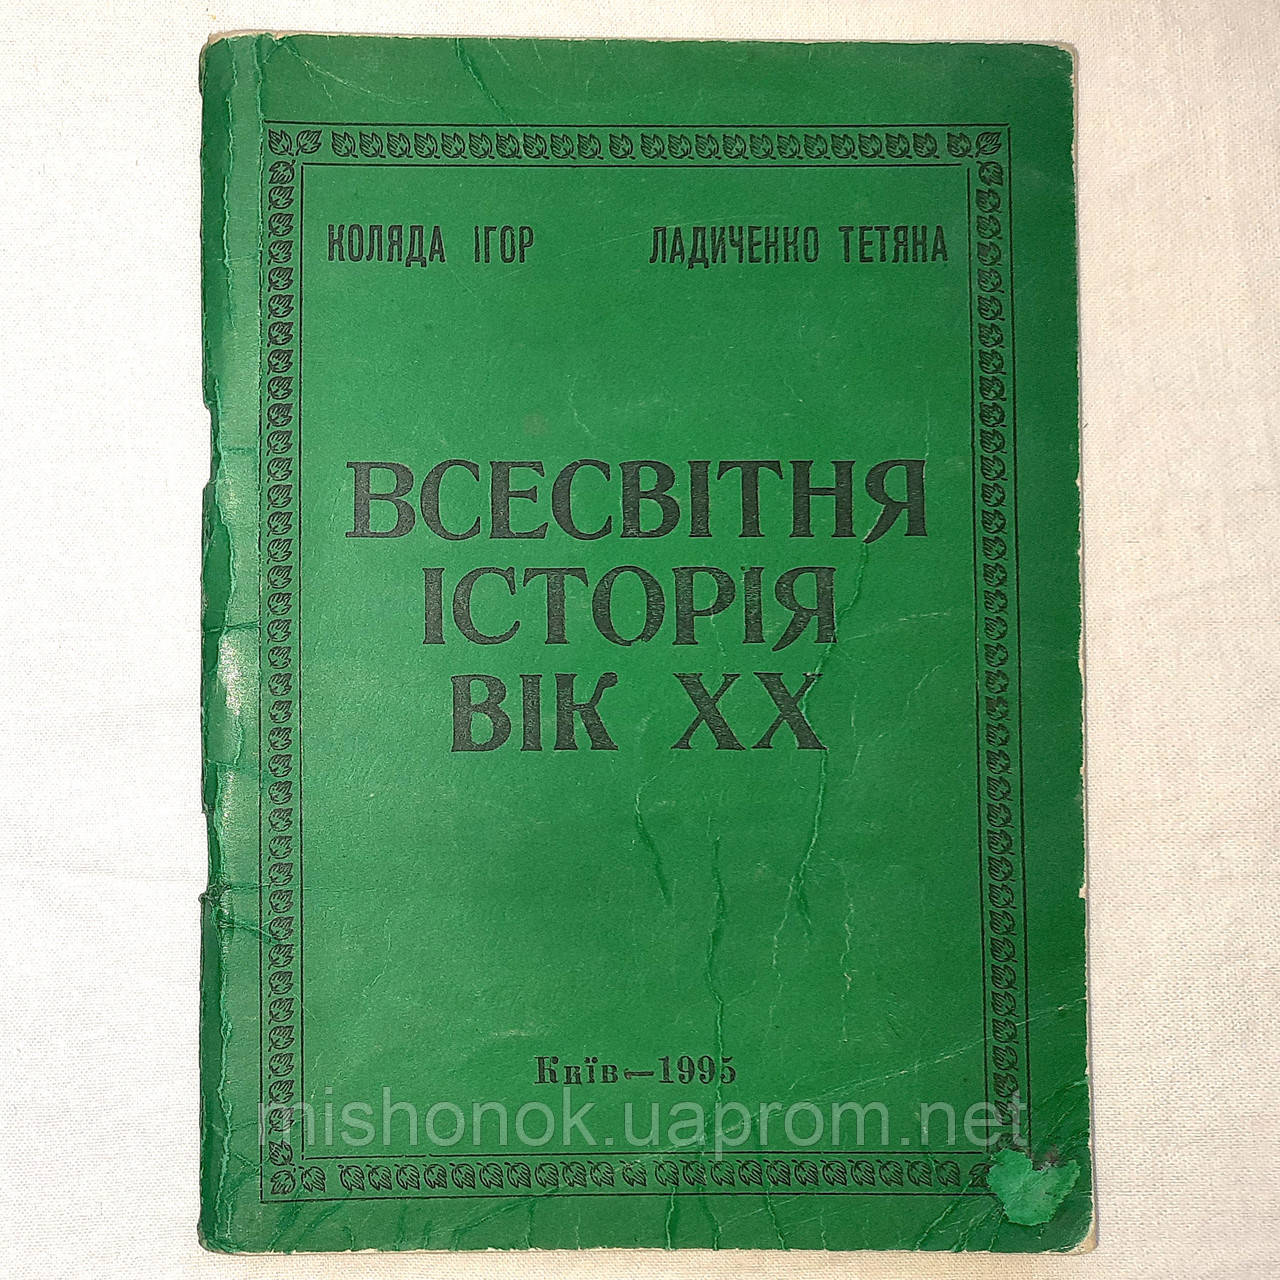 КОЛЯДА ІГОР ЛАДИЧЕНКО ТЕТЯНА
ВСЕСВІТНЯ
ІСТОРІЯ
ВІК XX
Київ—1995
mishonok.uaprom.net